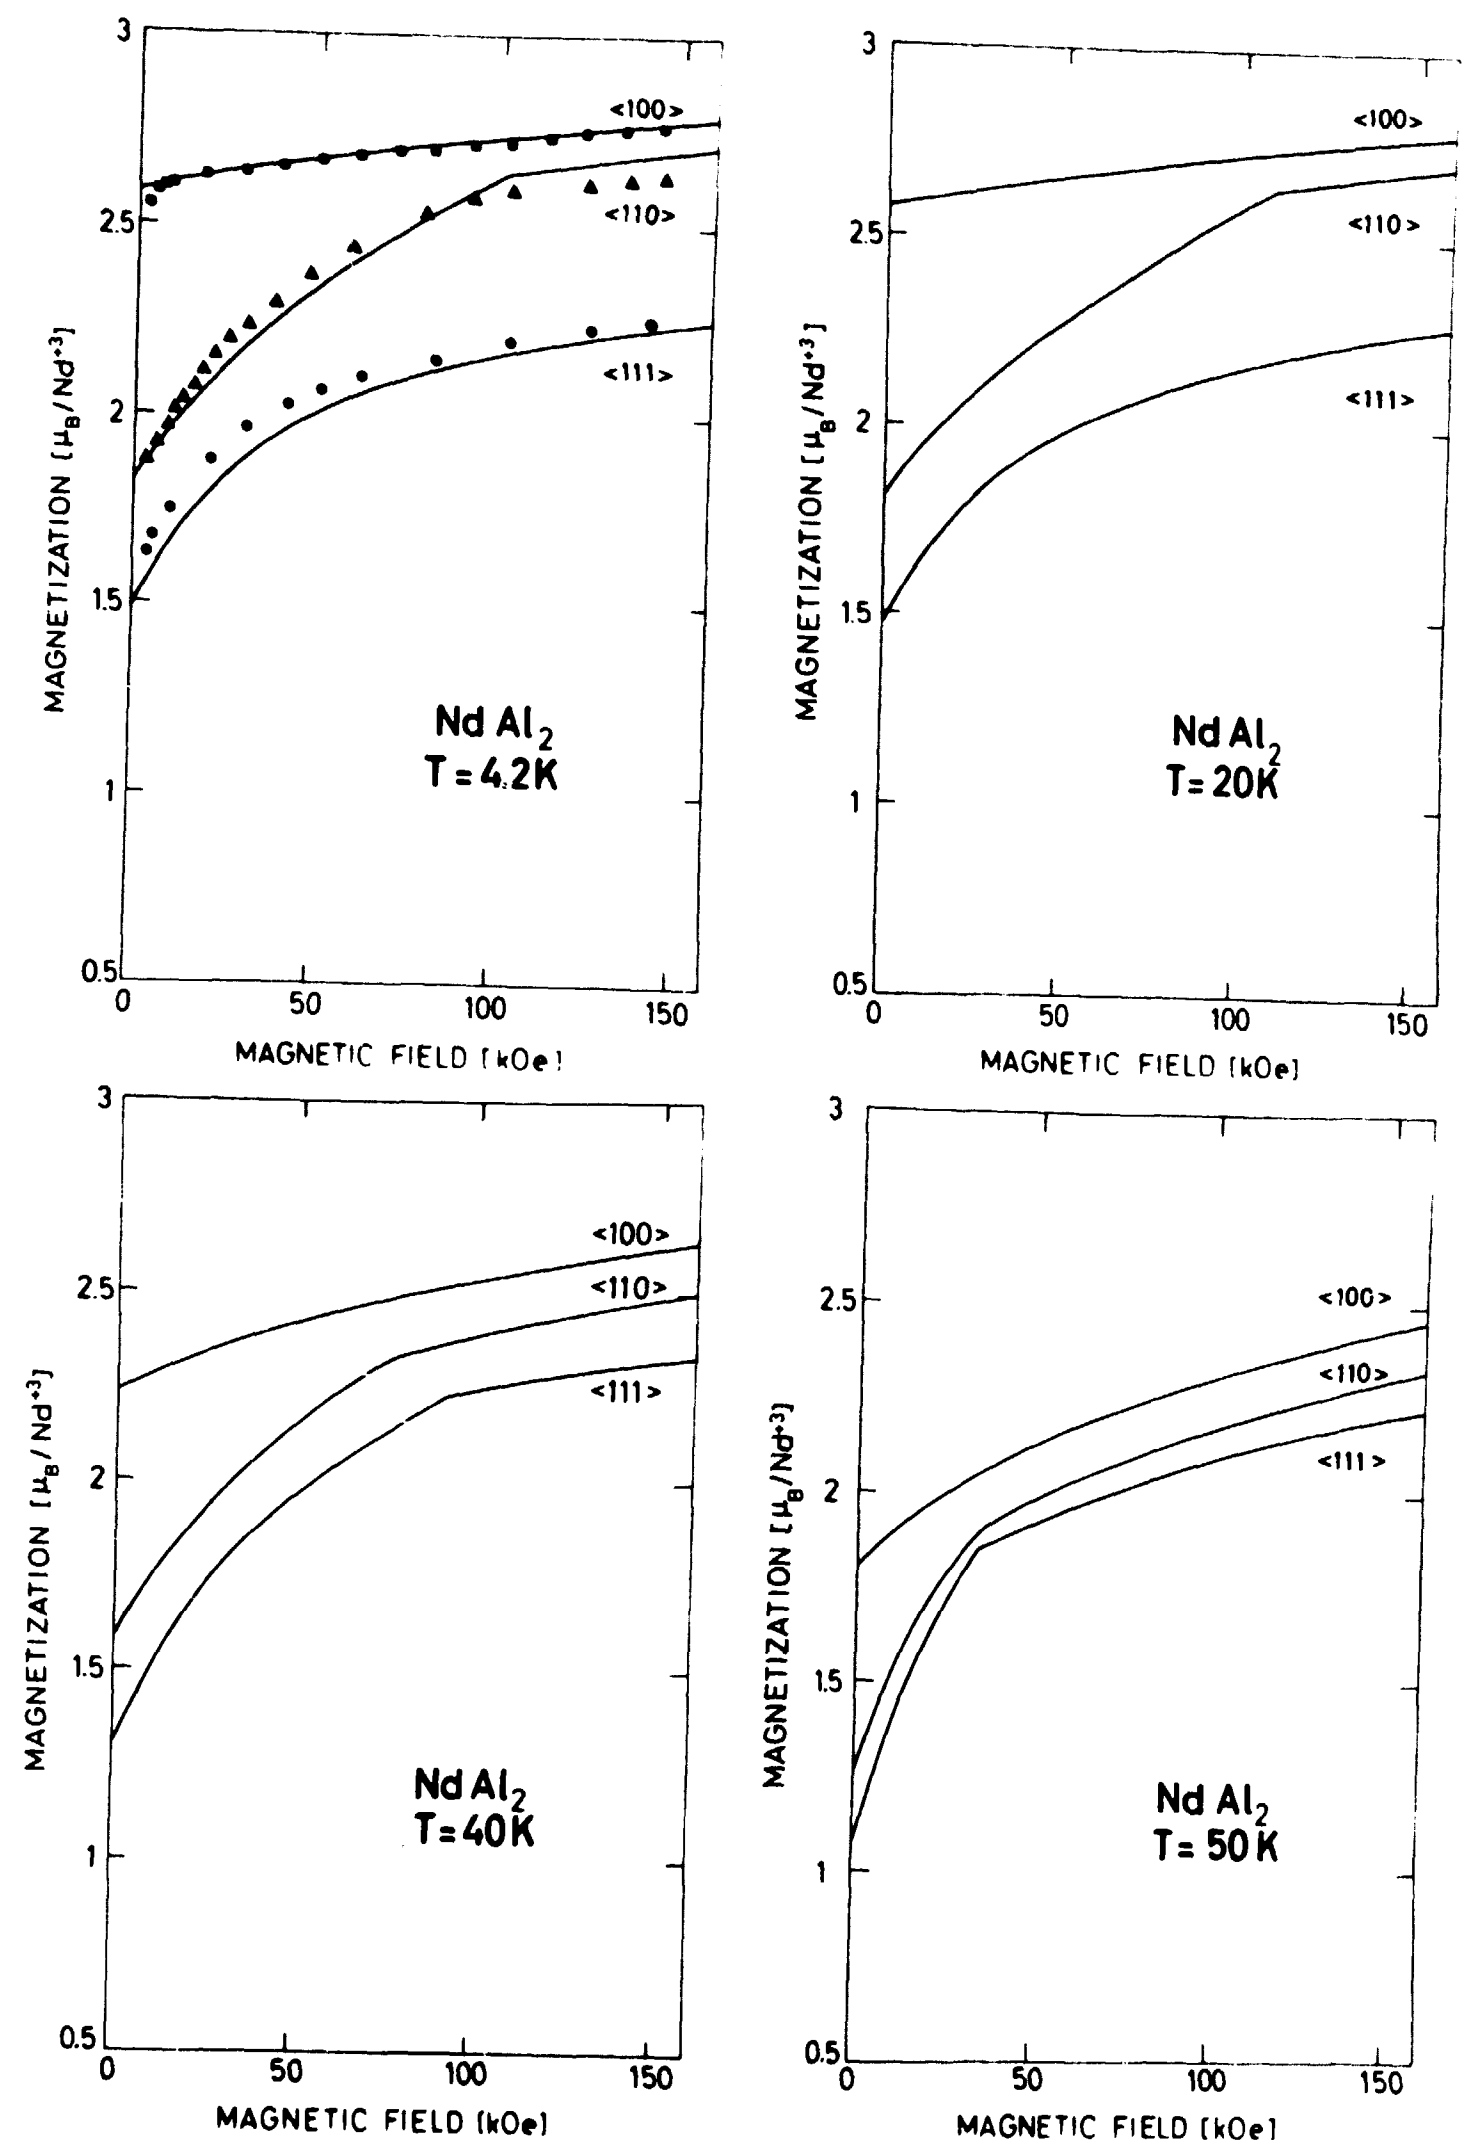 3
<100>
2.5
<110>
2
<111>
1.5
1
0.5
MAGNETIZATION [μB/Nd+3]
Nd Al2
T = 4.2K
0 50 100 150
MAGNETIC FIELD [kOe]
3
<100>
2.5
<110>
2
<111>
1.5
1
0.5
MAGNETIZATION [μB/Nd+3]
Nd Al2
T = 20K
0 50 100 150
MAGNETIC FIELD [kOe]
3
<100>
2.5
<110>
<111>
2
1.5
1
0.5
MAGNETIZATION [μB/Nd+3]
Nd Al2
T = 40K
0 50 100 150
MAGNETIC FIELD [kOe]
3
2.5
<100>
<110>
2
<111>
1.5
1
0.5
MAGNETIZATION [μB/Nd+3]
Nd Al2
T = 50K
0 50 100 150
MAGNETIC FIELD [kOe]